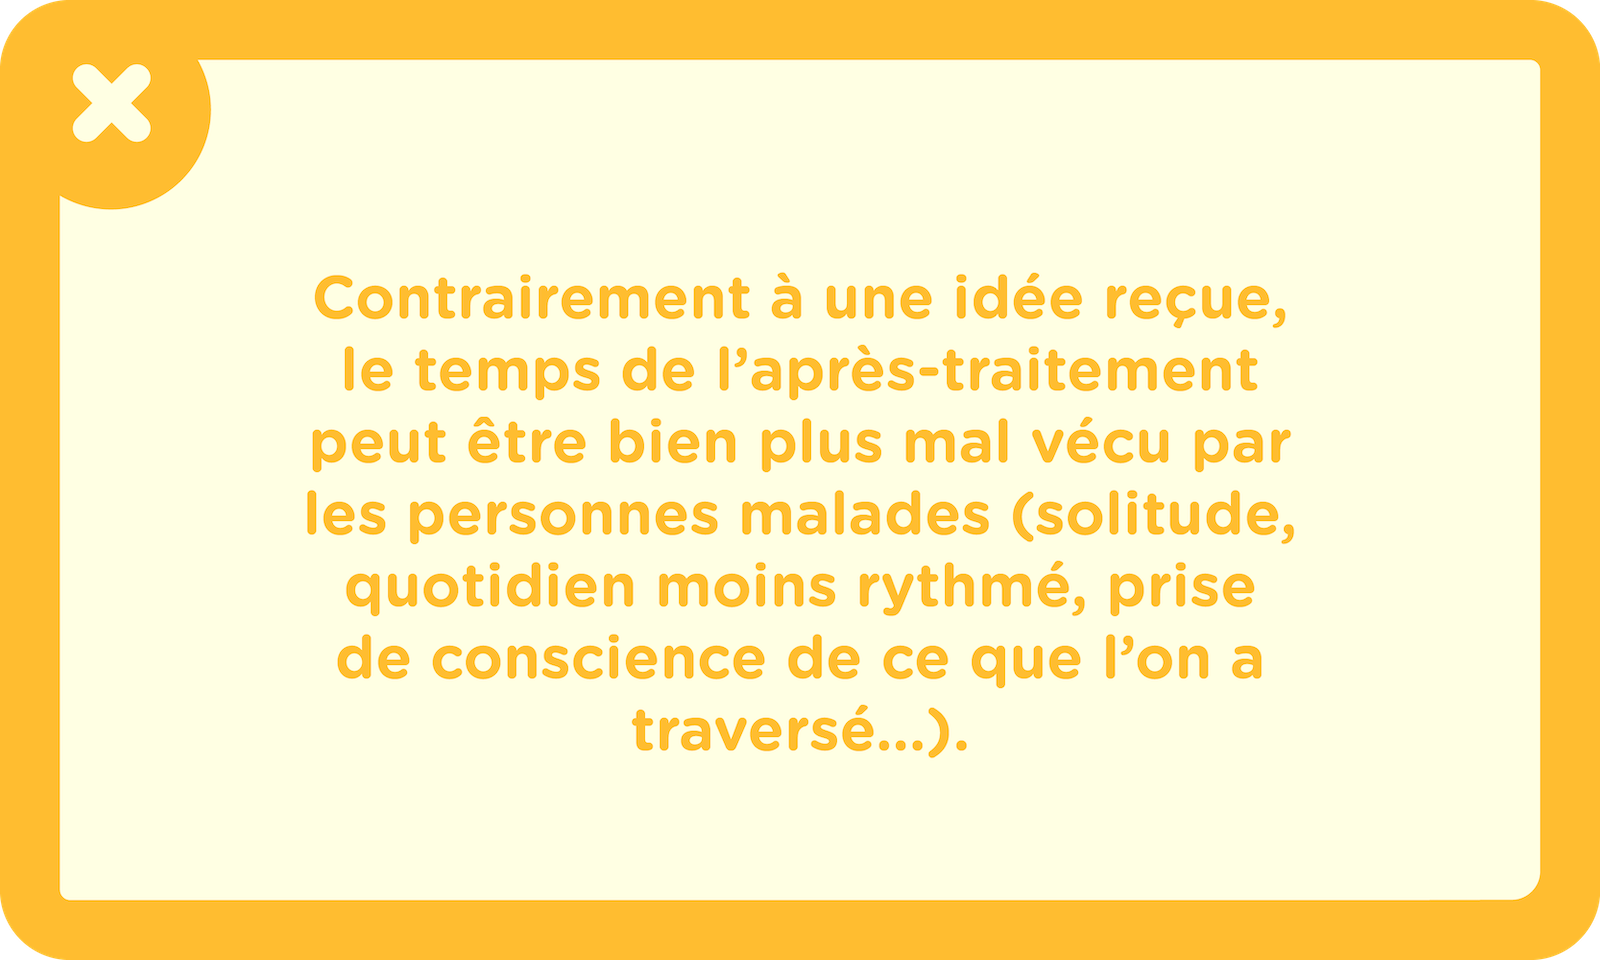 Contrairement à une idée reçue,
le temps de l’après-traitement
peut être bien plus mal vécu par
les personnes malades (solitude,
quotidien moins rythmé, prise
de conscience de ce que l’on a
traversé...).